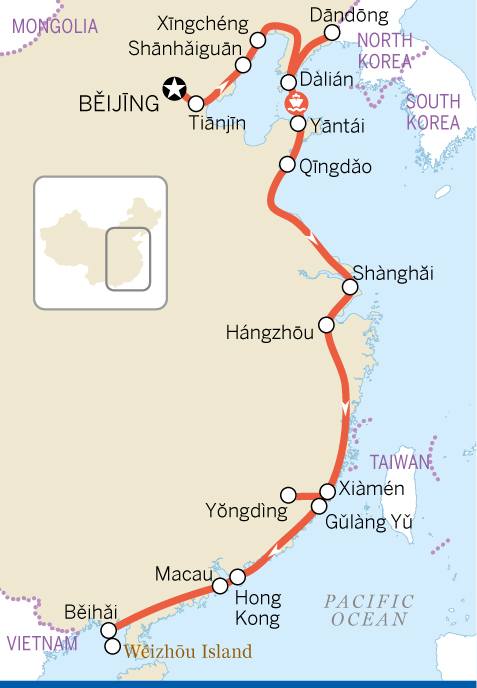 Dāndōng
MONGOLIA
Xīngchéng
Shānhǎiguān
NORTH
KOREA
Dàlián
BĚIJĪNG
SOUTH
KOREA
Tiānjīn
Yāntái
Qīngdǎo
Shànghǎi
Hángzhōu
TAIWAN
Xiàmén
Yǒngdìng
Gǔlàng Yǔ
Macau
Hong
Kong
PACIFIC
OCEAN
Běihǎi
VIETNAM
Wěizhōu Island